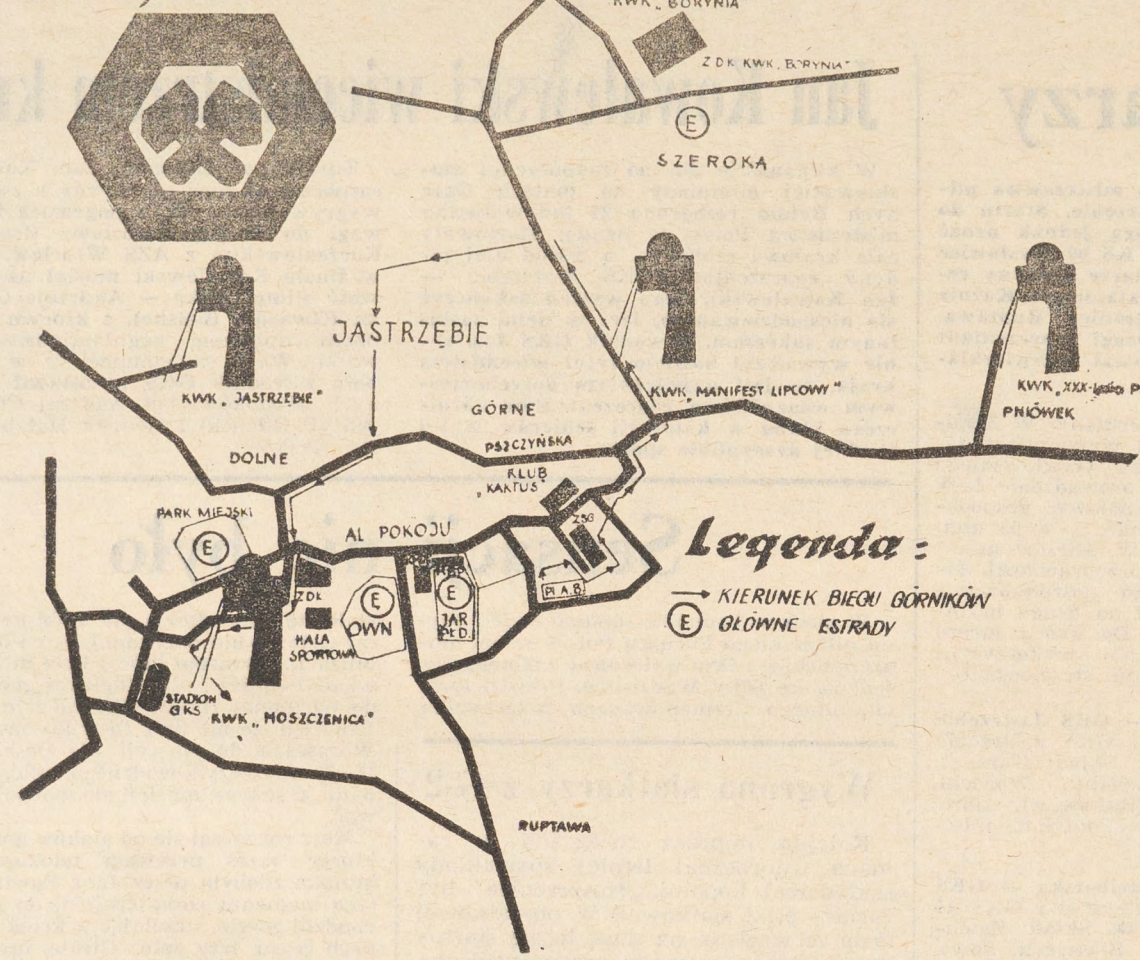 KWK „BORYNIA"
ZDK KWK „BORYNIA"
E
SZEROKA
JASTRZĘBIE
KWK „JASTRZĘBIE"
KWK „MANIFEST LIPCOWY"
KWK „XXX-lecia P
PNIÓWEK
GÓRNE
PSZCZYŃSKA
DOLNE
KLUB
„KAKTUS"
PARK MIEJSKI
E
AL POKOJU
ZSG
Legenda:
KIERUNEK BIEGU GÓRNIKÓW
E GŁÓWNE ESTRADY
ZDK
E
OWN
E
JAR
PŁD.
Pl A.B
HALA
SPORTOWA
STADION
GKS
KWK „MOSZCZENICA"
RUPTAWA